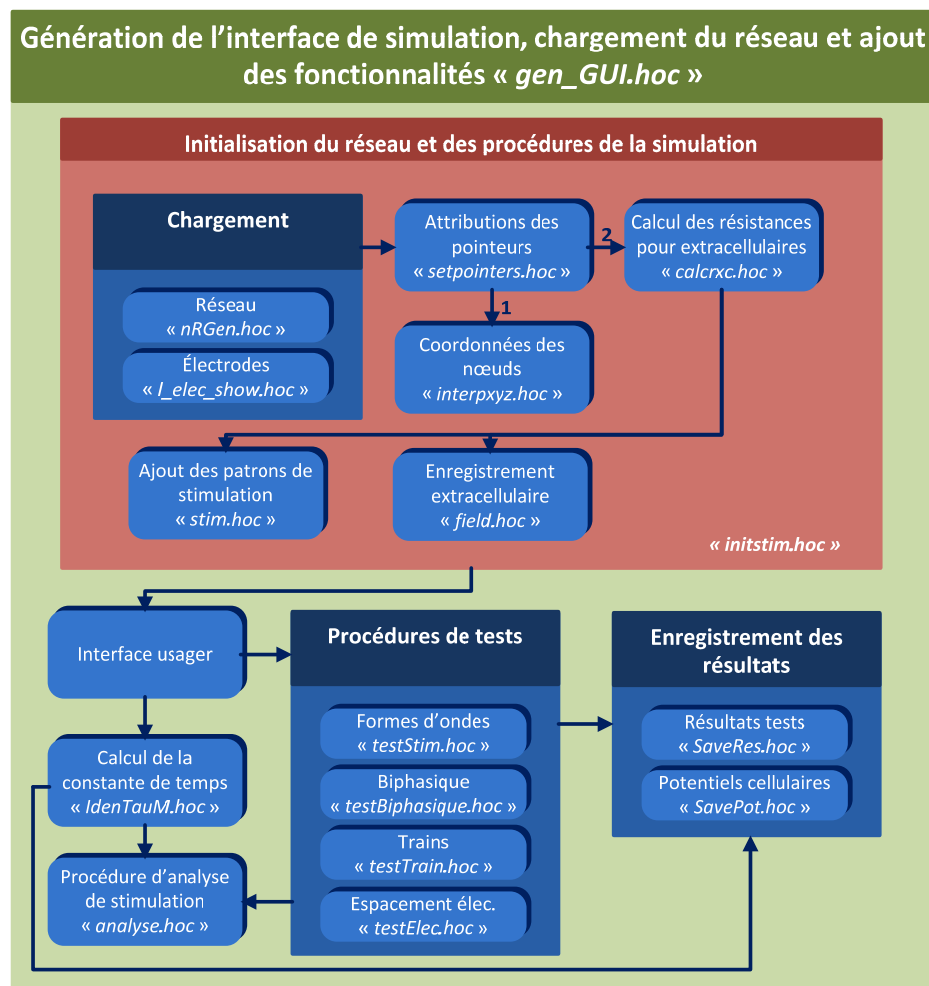 Génération de l'interface de simulation, chargement du réseau et ajout
des fonctionnalités « gen_GUI.hoc »
Initialisation du réseau et des procédures de la simulation
Chargement
Réseau
« nRGen.hoc »
Électrodes
« l_elec_show.hoc »
Attributions des
pointeurs
« setpointers.hoc »
2
Calcul des résistances
pour extracellulaires
« calcrxc.hoc »
1
Coordonnées des
nœuds
« interpxyz.hoc »
Ajout des patrons de
stimulation
« stim.hoc »
Enregistrement
extracellulaire
« field.hoc »
« initstim.hoc »
Interface usager
Calcul de la
constante de temps
« IdenTauM.hoc »
Procédure d'analyse
de stimulation
« analyse.hoc »
Procédures de tests
Formes d'ondes
« testStim.hoc »
Biphasique
« testBiphasique.hoc »
Trains
« testTrain.hoc »
Espacement élec.
« testElec.hoc »
Enregistrement des
résultats
Résultats tests
« SaveRes.hoc »
Potentiels cellulaires
« SavePot.hoc »